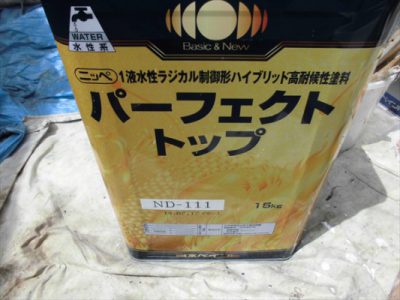 WATER
水性系
Basic & New
ニッペ 1液水性ラジカル制御形ハイブリッド高耐候性塗料
パーフェクト
トップ
ND-111
15kg